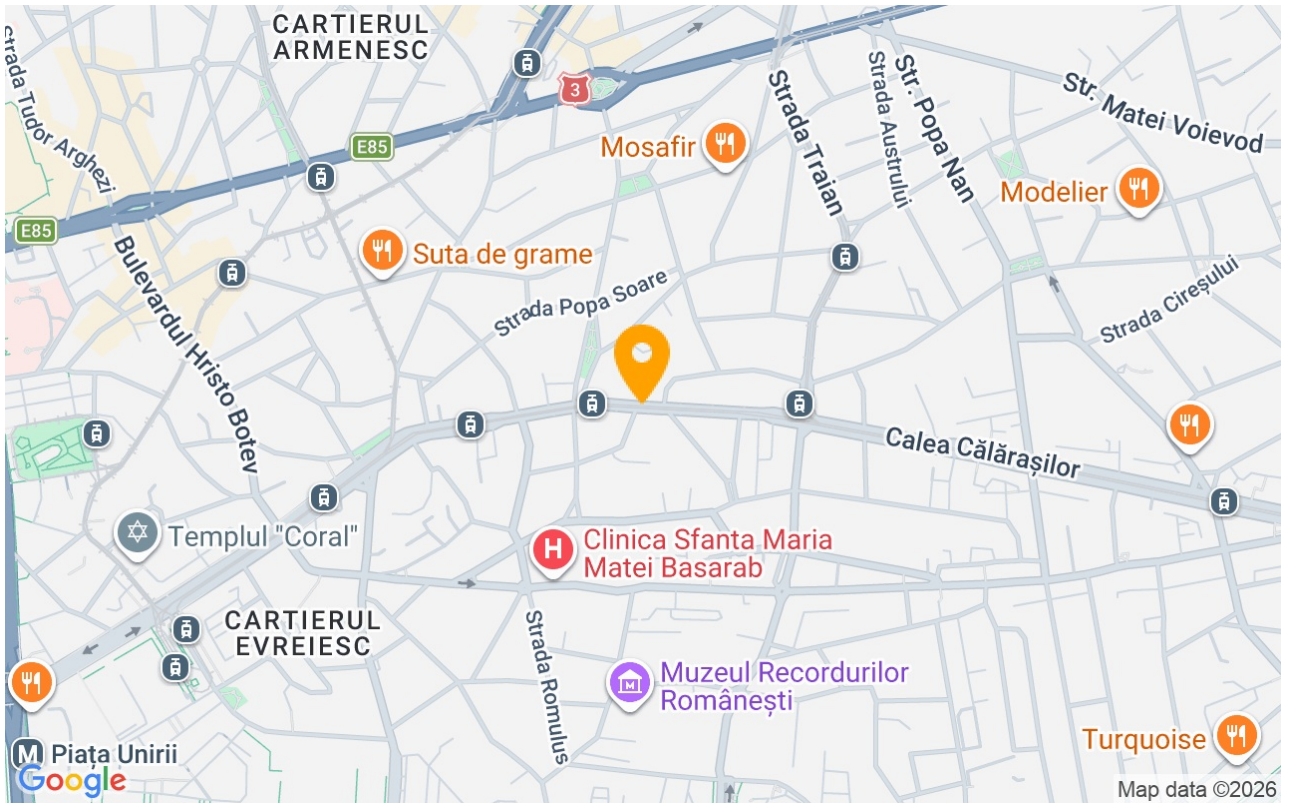 CARTIERUL
ARMENESC
Strada Tudor Arghezi
3
E85
E85
Strada Traian
Strada Austrului
Str. Popa Nan
Str. Matei Voievod
Mosafir
Modelier
Suta de grame
Bulevardul Hristo Botev
Strada Popa Soare
Strada Cireșului
Calea Călărașilor
Templul "Coral"
H
Clinica Sfanta Maria
Matei Basarab
CARTIERUL
EVREIESC
Strada Romulus
M
Muzeul Recordurilor
Românești
Turquoise
M Piața Unirii
Google
Map data ©2026